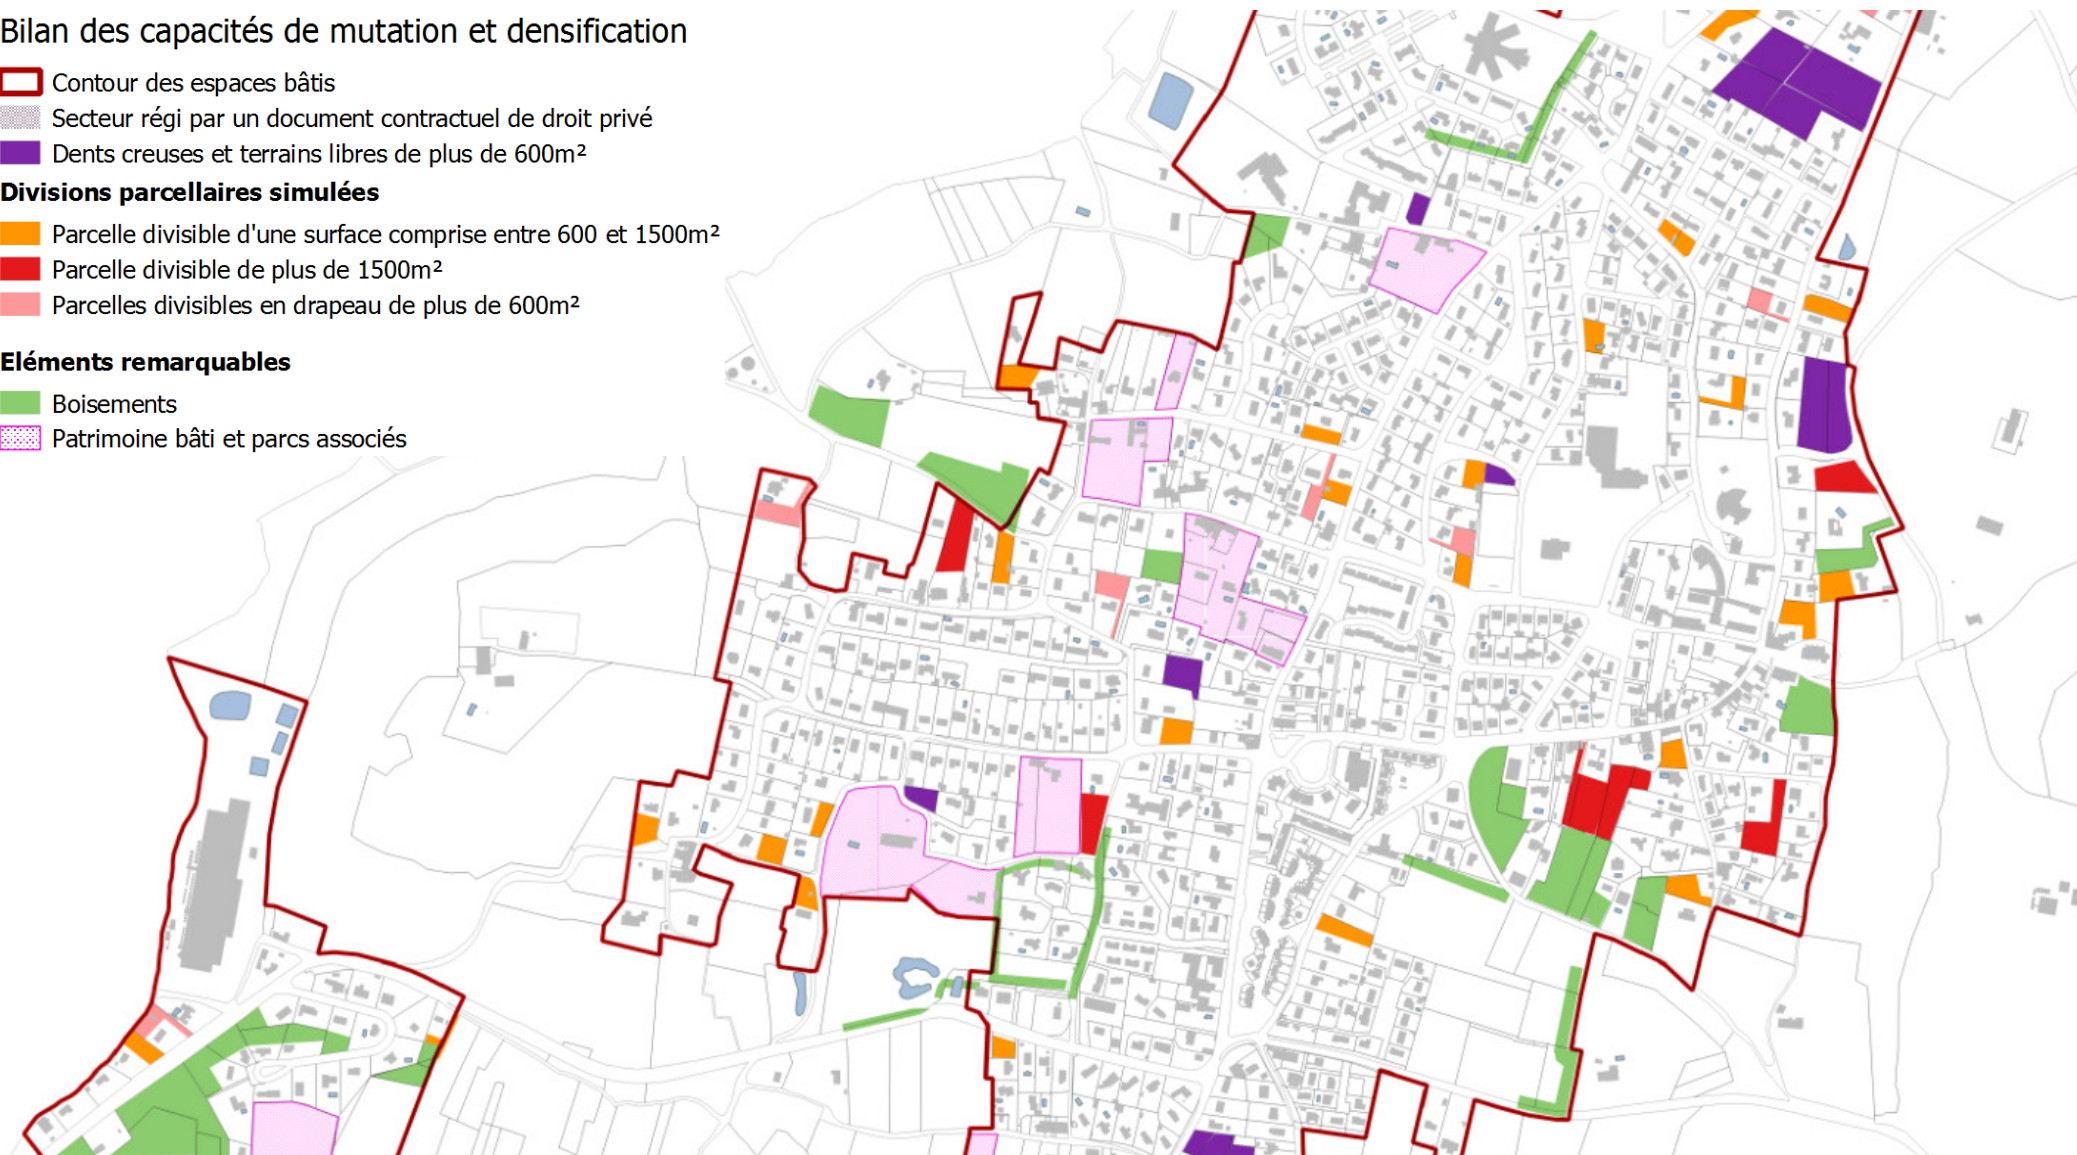 Bilan des capacités de mutation et densification
Contour des espaces bâtis
Secteur régi par un document contractuel de droit privé
Dents creuses et terrains libres de plus de 600m²
Divisions parcellaires simulées
Parcelle divisible d'une surface comprise entre 600 et 1500m²
Parcelle divisible de plus de 1500m²
Parcelles divisibles en drapeau de plus de 600m²
Eléments remarquables
Boisements
Patrimoine bâti et parcs associés